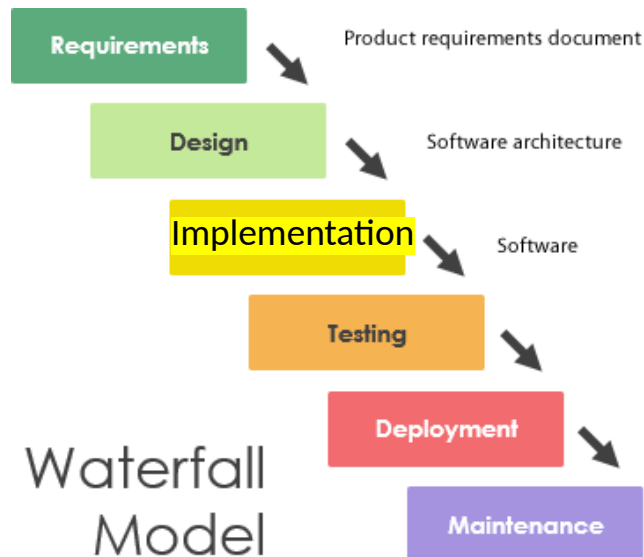 Requirements
Product requirements document
Design
Software architecture
Implementation
Software
Testing
Deployment
Waterfall
Model
Maintenance